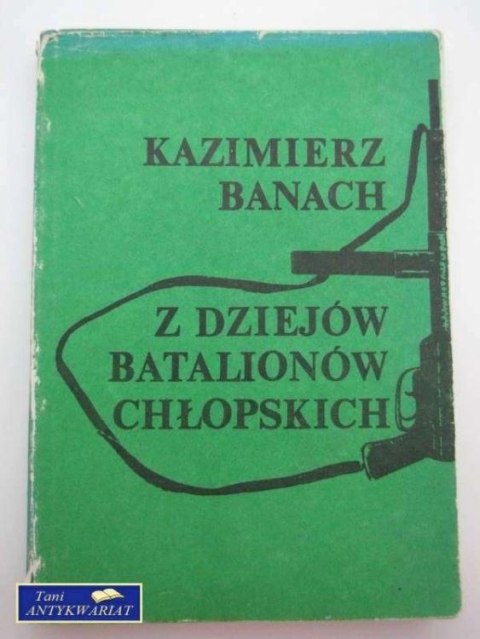 KAZIMIERZ
BANACH
Z DZIEJÓW
BATALIONÓW
CHŁOPSKICH
Tani
ANTYKWARIAT